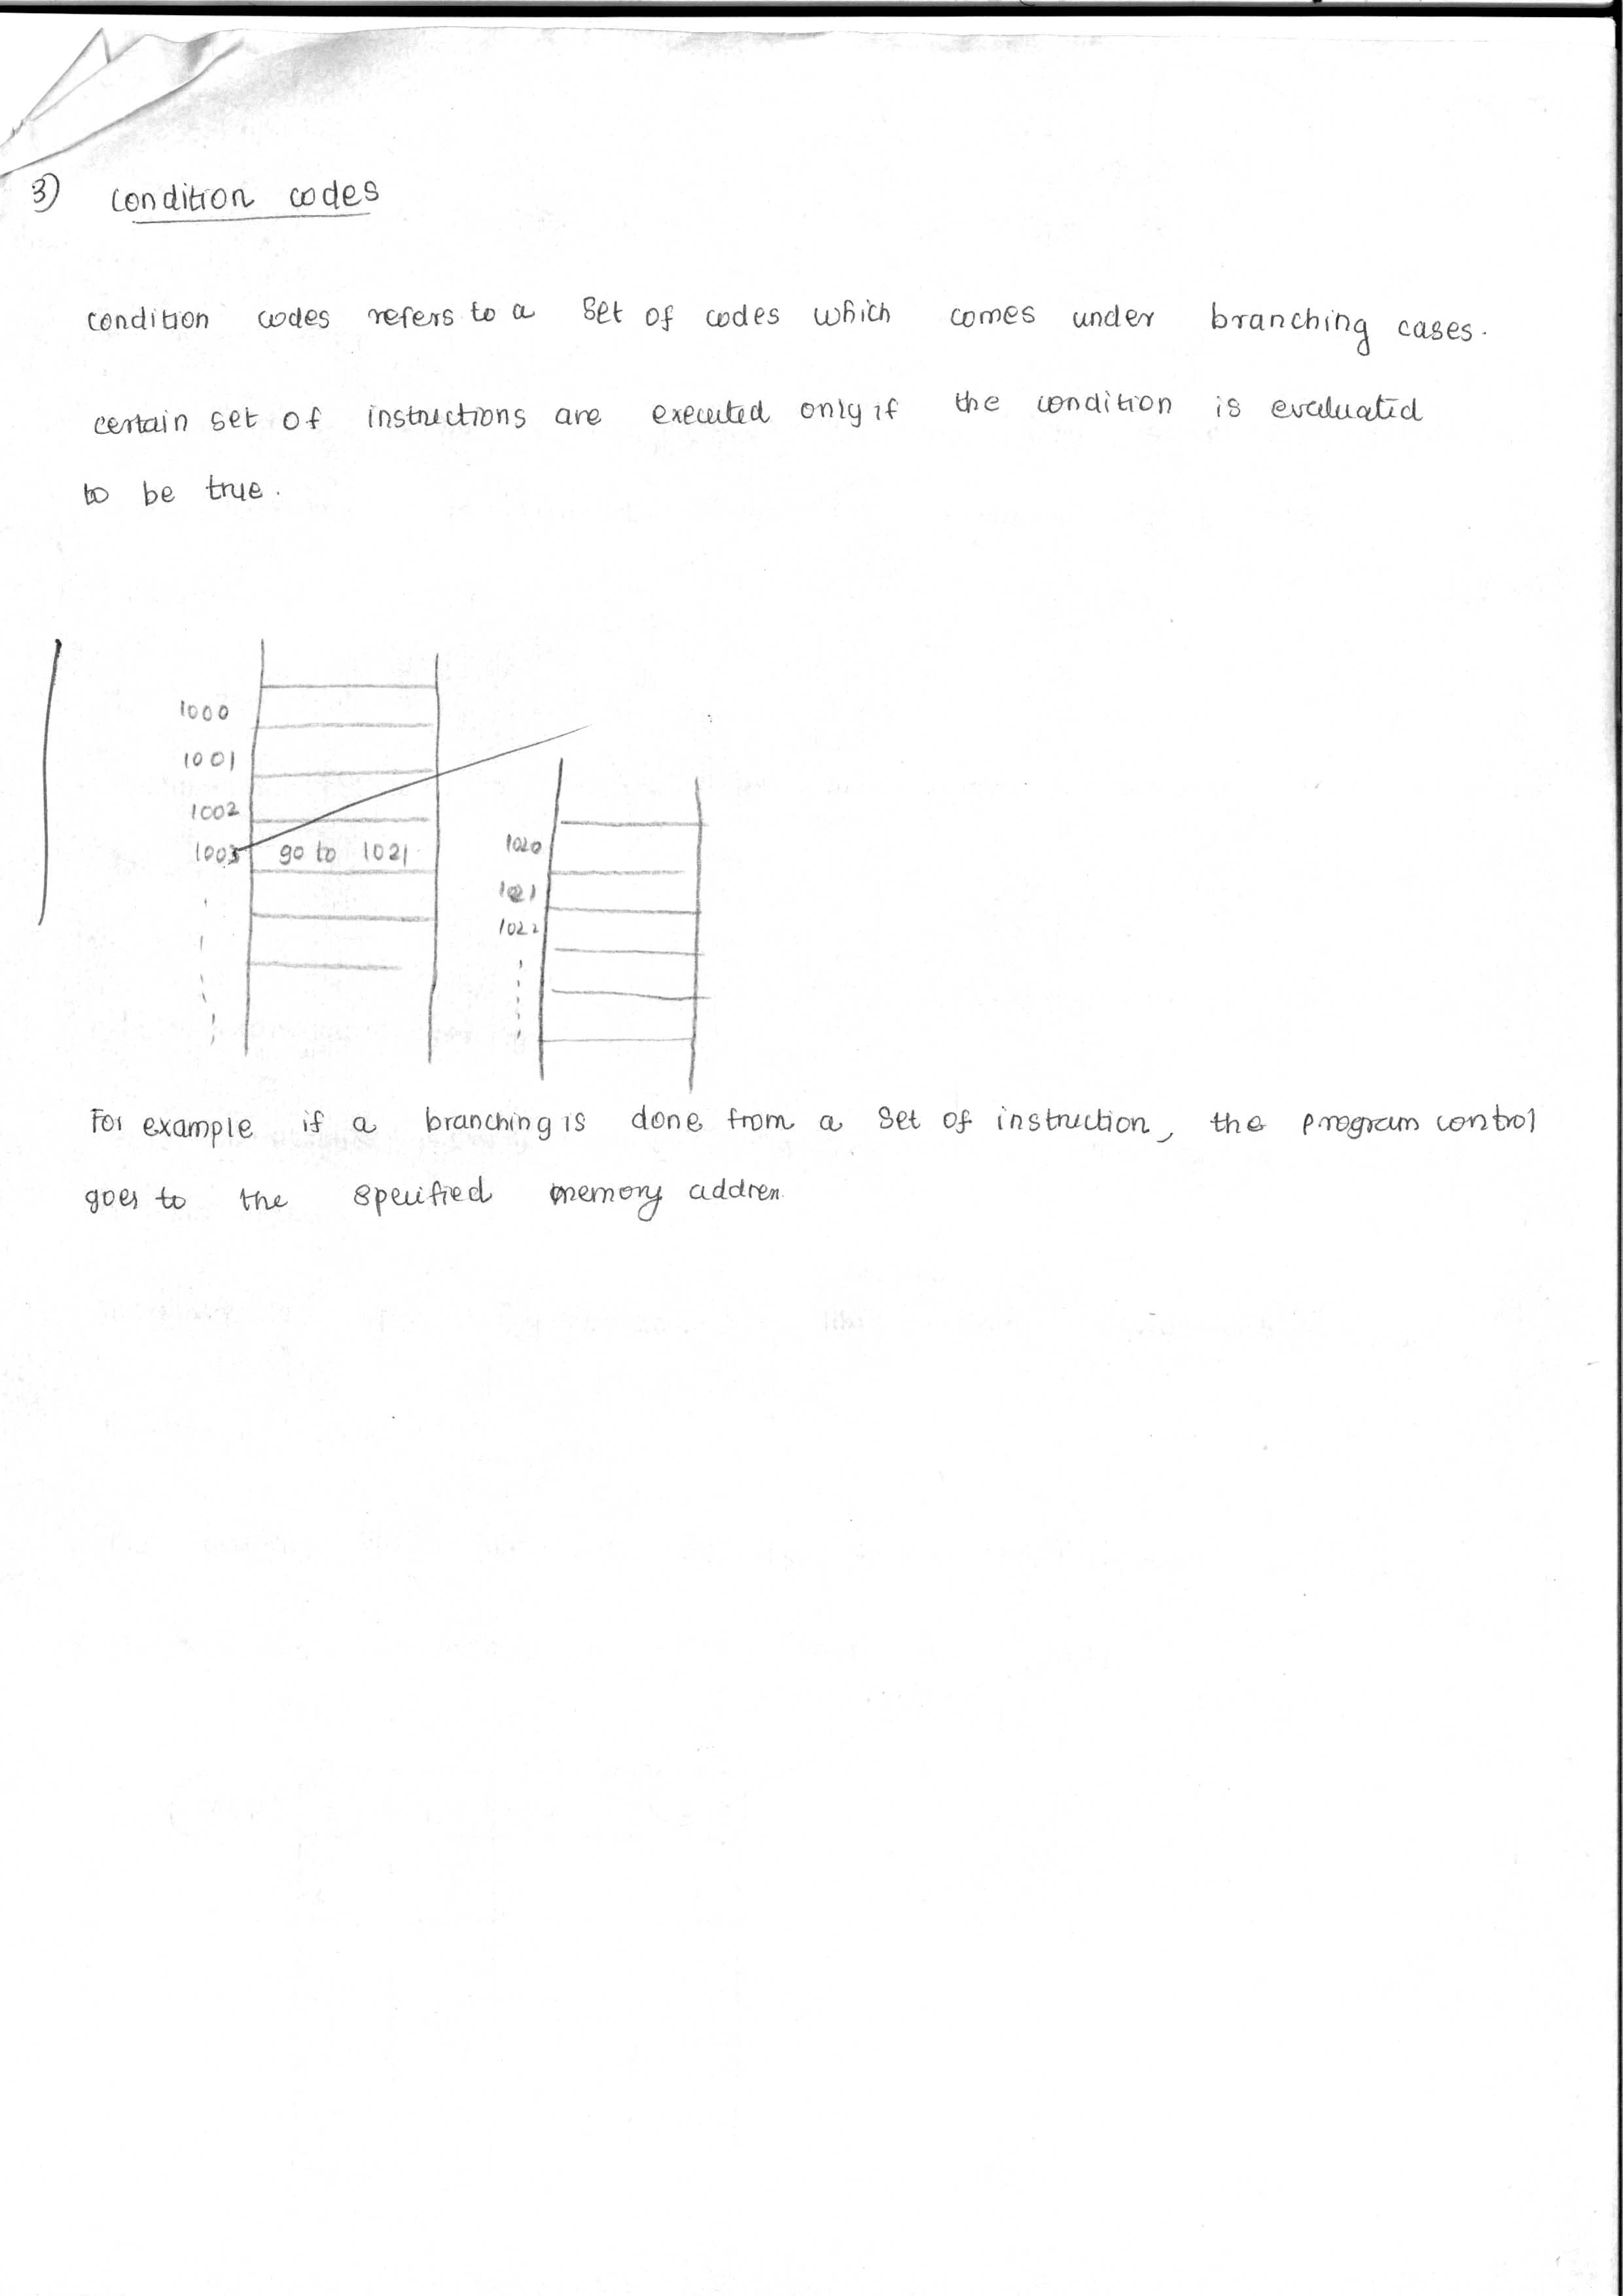 3) Condition codes
condition codes refers to a set of codes which comes under branching cases.
certain set of instructions are executed only if the condition is evaluated
to be true.
1000
1001
1002
1003 go to 1021
1020
1021
1022
For example if a branching is done from a set of instruction, the program control
goes to the specified memory address